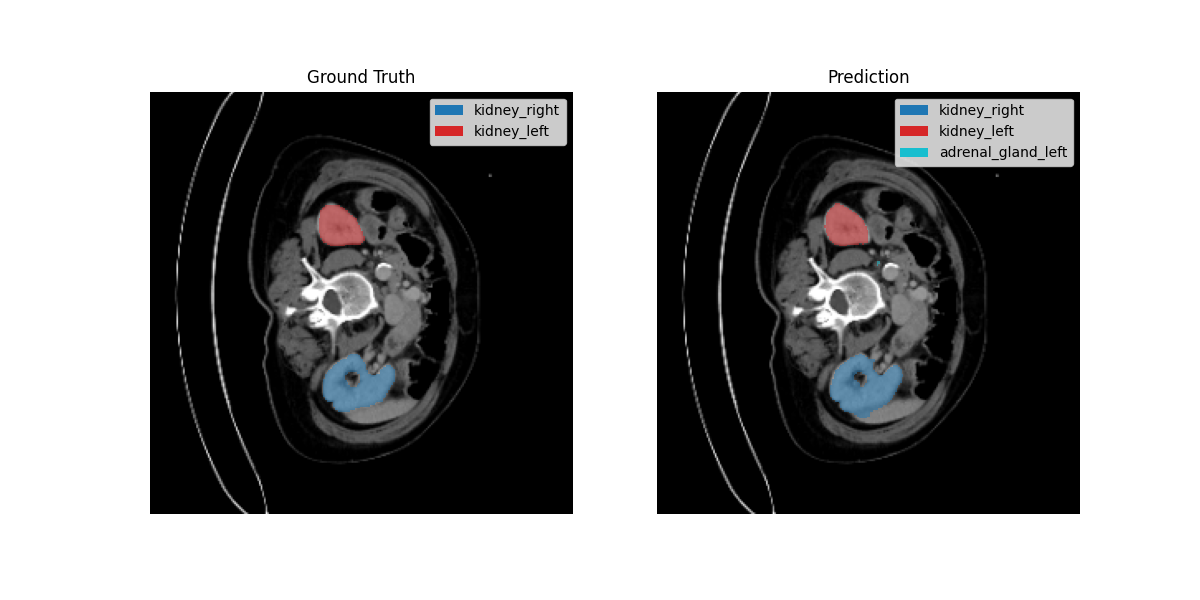 Ground Truth
kidney_right
kidney_left
Prediction
kidney_right
kidney_left
adrenal_gland_left